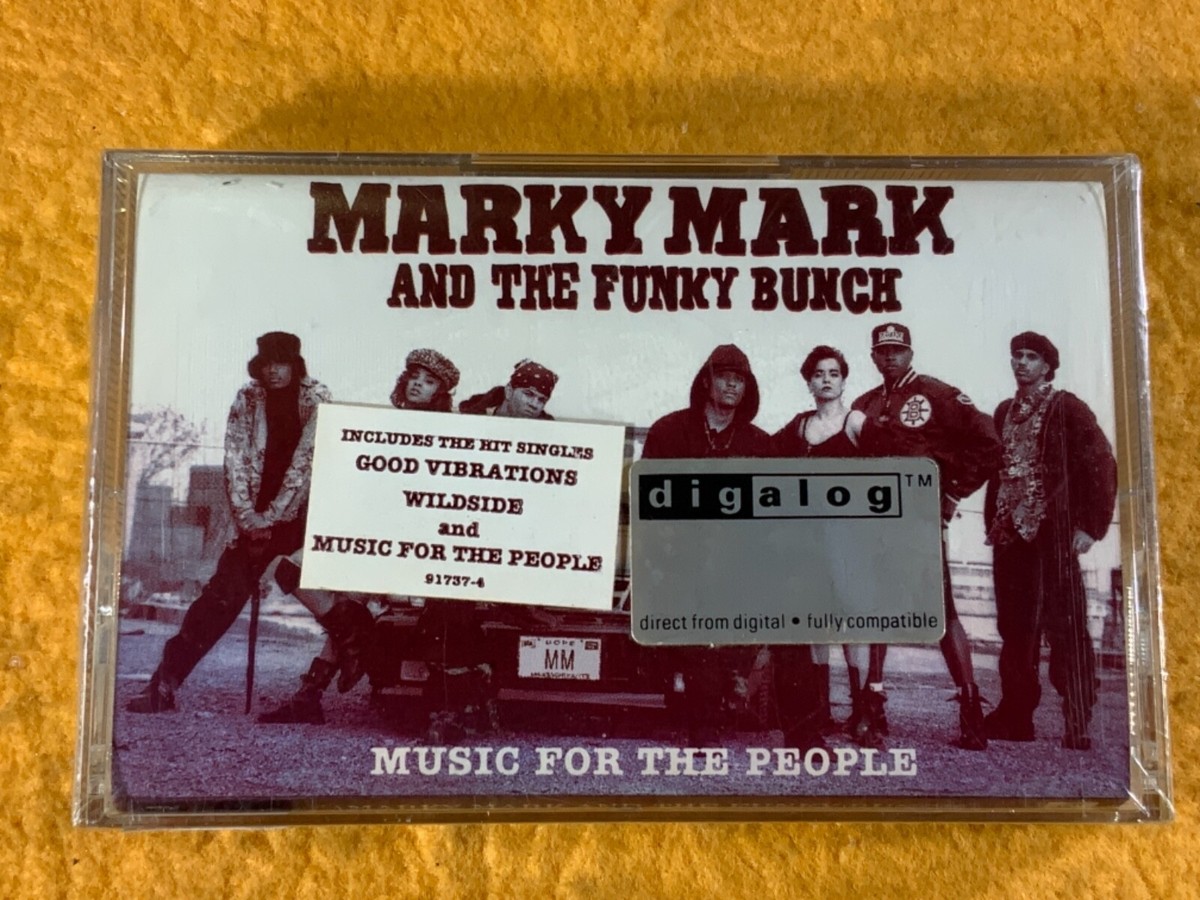 MARKY MARK
AND THE FUNKY BUNCH
INCLUDES THE HIT SINGLES
GOOD VIBRATIONS
WILDSIDE
and
MUSIC FOR THE PEOPLE
91737-4
digalog™
direct from digital • fully compatible
DOPE
MM
MUSIC FOR THE PEOPLE